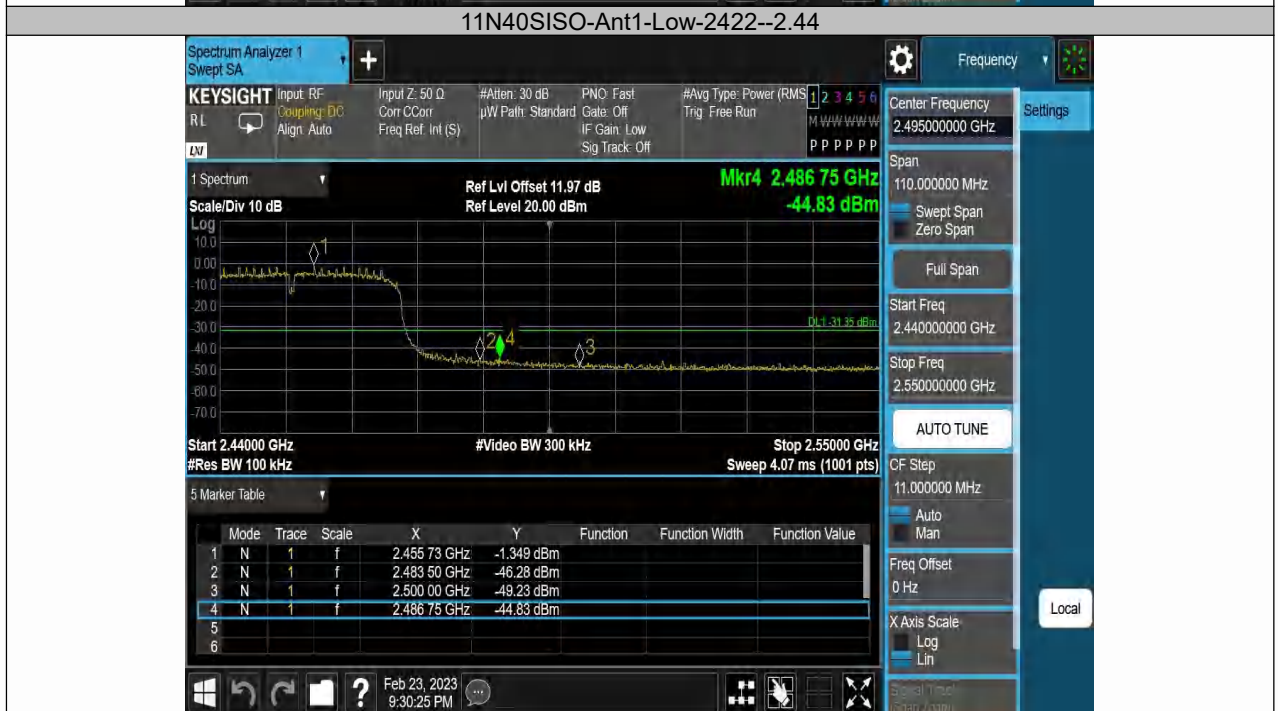 11N40SISO-Ant1-Low-2422--2.44
Spectrum Analyzer 1
Swept SA
+
Frequency
KEYSIGHT
RL
LXI
Input: RF
Coupling: DC
Align: Auto
Input Z: 50 Ω
Corr CCorr
Freq Ref: Int (S)
#Atten: 30 dB
µW Path: Standard
PNO: Fast
Gate: Off
IF Gain: Low
Sig Track: Off
#Avg Type: Power (RMS
Trig: Free Run
1 2 3 4 5 6
M W W W W W
P P P P P P
Center Frequency
2.495000000 GHz
Settings
Span
110.000000 MHz
Swept Span
Zero Span
Full Span
Start Freq
2.440000000 GHz
Stop Freq
2.550000000 GHz
AUTO TUNE
CF Step
11.000000 MHz
Auto
Man
Freq Offset
0 Hz
X Axis Scale
Log
Lin
Local
1 Spectrum
Scale/Div 10 dB
Ref Lvl Offset 11.97 dB
Ref Level 20.00 dBm
Mkr4 2.486 75 GHz
-44.83 dBm
Log
10.0
0.00
-10.0
-20.0
-30.0
-40.0
-50.0
-60.0
-70.0
1
2
4
3
DL1 -31.35 dBm
Start 2.44000 GHz
#Res BW 100 kHz
#Video BW 300 kHz
Stop 2.55000 GHz
Sweep 4.07 ms (1001 pts)
5 Marker Table
Mode Trace Scale X Y Function Function Width Function Value
1 N 1 f 2.455 73 GHz -1.349 dBm
2 N 1 f 2.483 50 GHz -46.28 dBm
3 N 1 f 2.500 00 GHz -49.23 dBm
4 N 1 f 2.486 75 GHz -44.83 dBm
5
6
?
Feb 23, 2023
9:30:25 PM